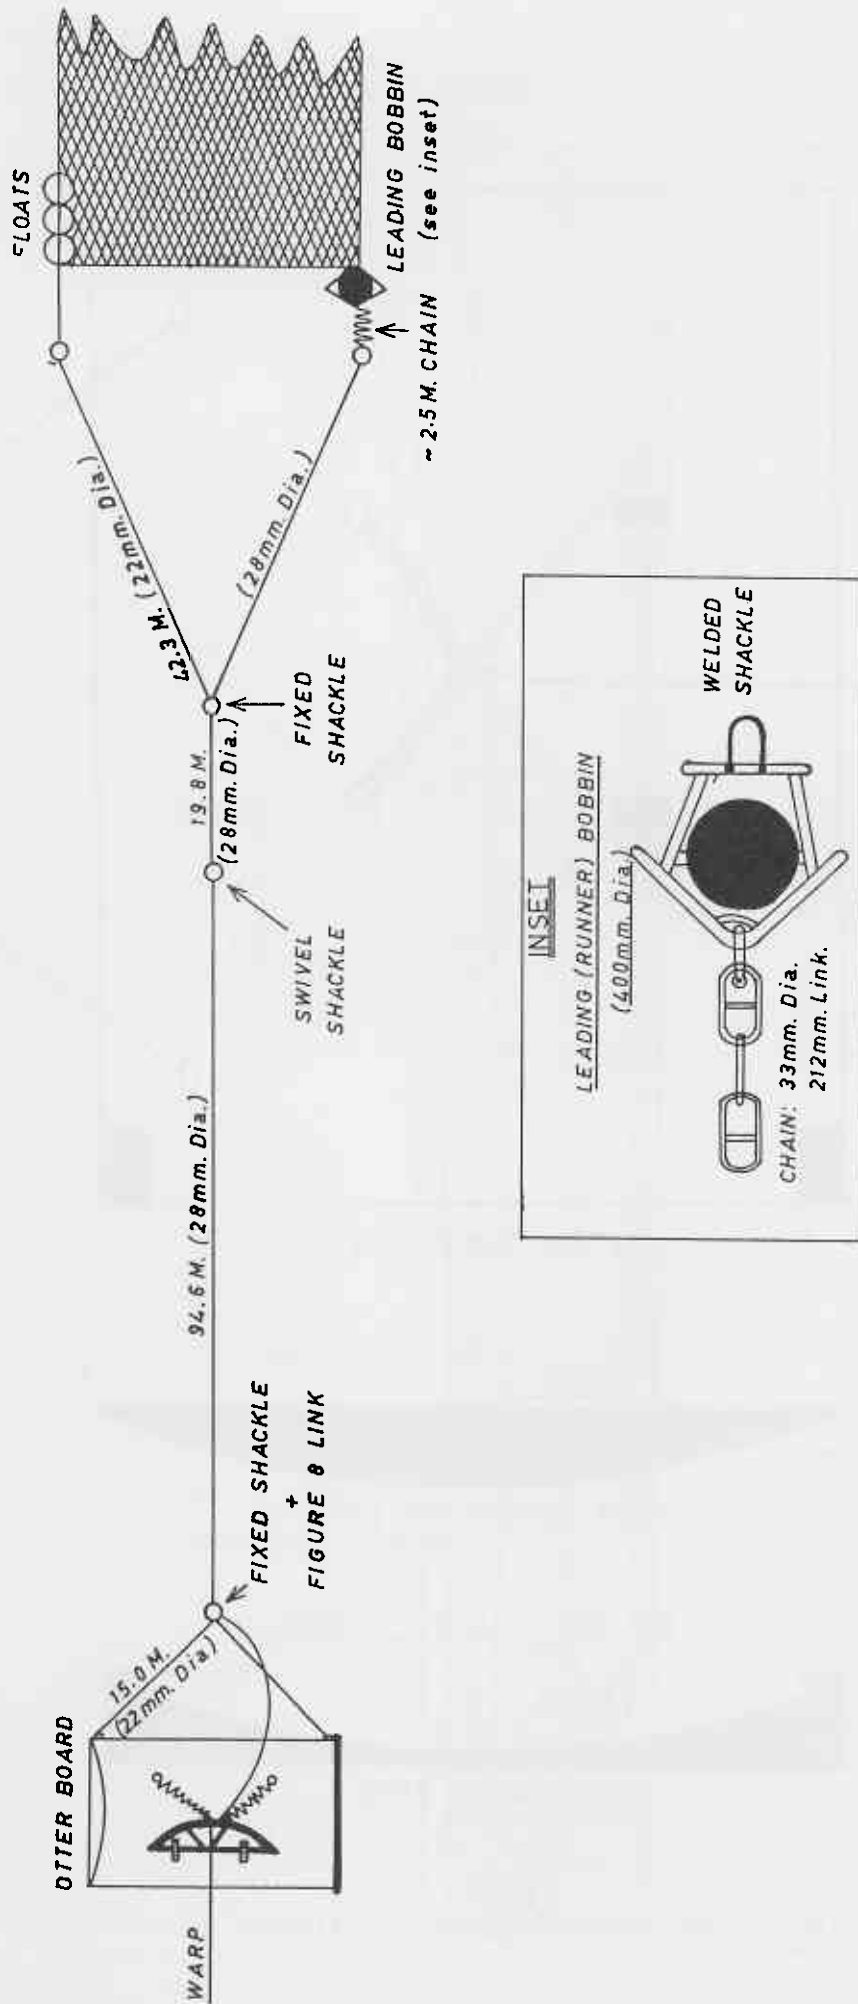 WARP
OTTER BOARD
15.0 M.
(22mm. Dia.)
FIXED SHACKLE
+
FIGURE 8 LINK
94.6 M. (28mm. Dia.)
SWIVEL
SHACKLE
19.8 M.
(28mm. Dia.)
FIXED
SHACKLE
42.3 M. (22mm. Dia.)
(28mm. Dia.)
FLOATS
~ 2.5 M. CHAIN
LEADING BOBBIN
(see inset)
INSET
LEADING (RUNNER) BOBBIN
(400mm. Dia.)
WELDED
SHACKLE
CHAIN: 33mm. Dia.
212mm. Link.